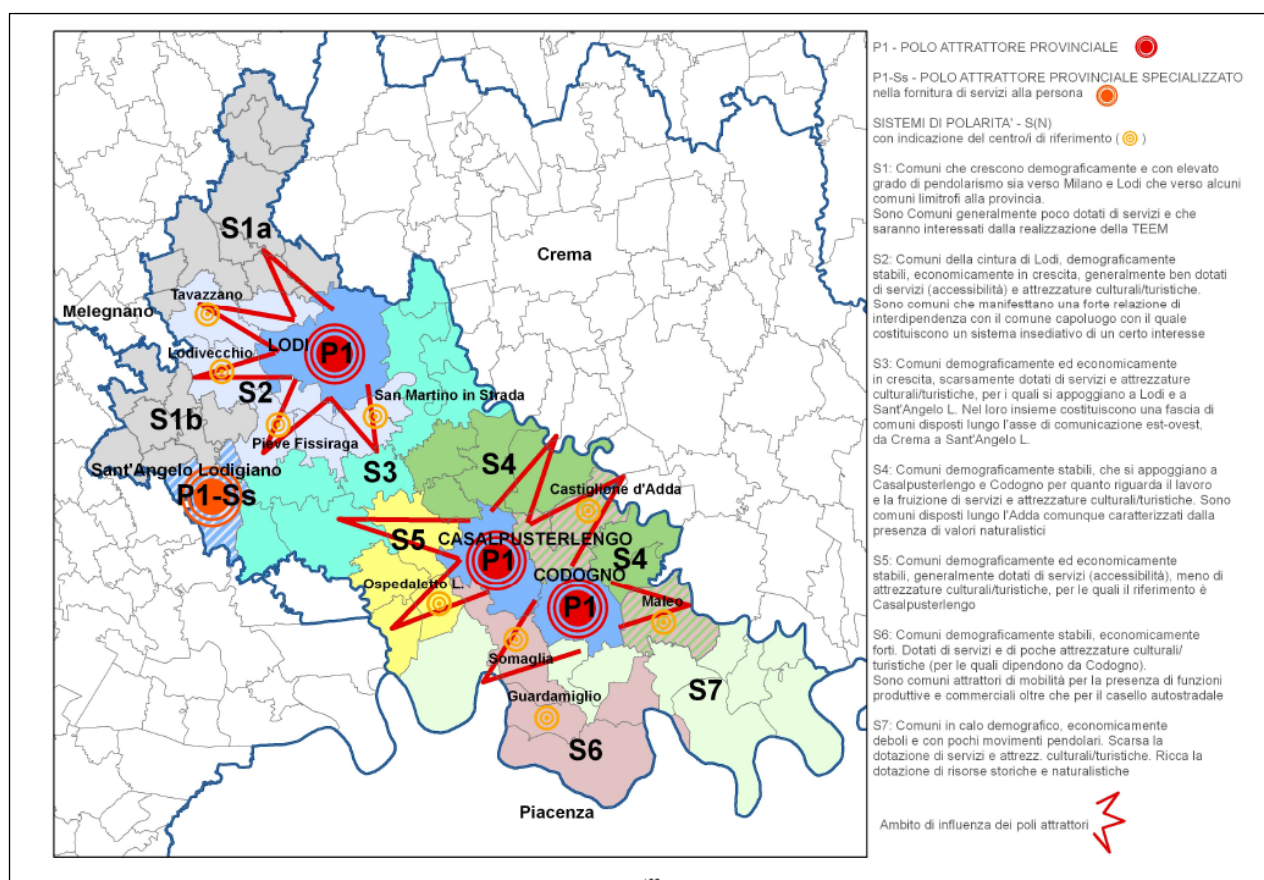 S1a
Crema
Tavazzano
Melegnano
LODI
P1
Lodivecchio
S2
San Martino in Strada
S1b
Pieve Fissiraga
Sant'Angelo Lodigiano
S3
S4
P1-Ss
Castiglione d'Adda
S5
CASALPUSTERLENGO
P1
S4
CODOGNO
Ospedaletto L.
P1
Maleo
Somaglia
Guardamiglio
S7
S6
Piacenza
P1 - POLO ATTRATTORE PROVINCIALE
P1-Ss - POLO ATTRATTORE PROVINCIALE SPECIALIZZATO
nella fornitura di servizi alla persona
SISTEMI DI POLARITA' - S(N)
con indicazione del centro/i di riferimento ( )
S1: Comuni che crescono demograficamente e con elevato
grado di pendolarismo sia verso Milano e Lodi che verso alcuni
comuni limitrofi alla provincia.
Sono Comuni generalmente poco dotati di servizi e che
saranno interessati dalla realizzazione della TEEM
S2: Comuni della cintura di Lodi, demograficamente
stabili, economicamente in crescita, generalmente ben dotati
di servizi (accessibilità) e attrezzature culturali/turistiche.
Sono comuni che manifesttano una forte relazione di
interdipendenza con il comune capoluogo con il quale
costituiscono un sistema insediativo di un certo interesse
S3: Comuni demograficamente ed economicamente
in crescita, scarsamente dotati di servizi e attrezzature
culturali/turistiche, per i quali si appoggiano a Lodi e a
Sant'Angelo L. Nel loro insieme costituiscono una fascia di
comuni disposti lungo l'asse di comunicazione est-ovest,
da Crema a Sant'Angelo L.
S4: Comuni demograficamente stabili, che si appoggiano a
Casalpusterlengo e Codogno per quanto riguarda il lavoro
e la fruizione di servizi e attrezzature culturali/turistiche. Sono
comuni disposti lungo l'Adda comunque caratterizzati dalla
presenza di valori naturalistici
S5: Comuni demograficamente ed economicamente
stabili, generalmente dotati di servizi (accessibilità), meno di
attrezzature culturali/turistiche, per le quali il riferimento è
Casalpusterlengo
S6: Comuni demograficamente stabili, economicamente
forti. Dotati di servizi e di poche attrezzature culturali/
turistiche (per le quali dipendono da Codogno).
Sono comuni attrattori di mobilità per la presenza di funzioni
produttive e commerciali oltre che per il casello autostradale
S7: Comuni in calo demografico, economicamente
deboli e con pochi movimenti pendolari. Scarsa la
dotazione di servizi e attrezz. culturali/turistiche. Ricca la
dotazione di risorse storiche e naturalistiche
Ambito di influenza dei poli attrattori